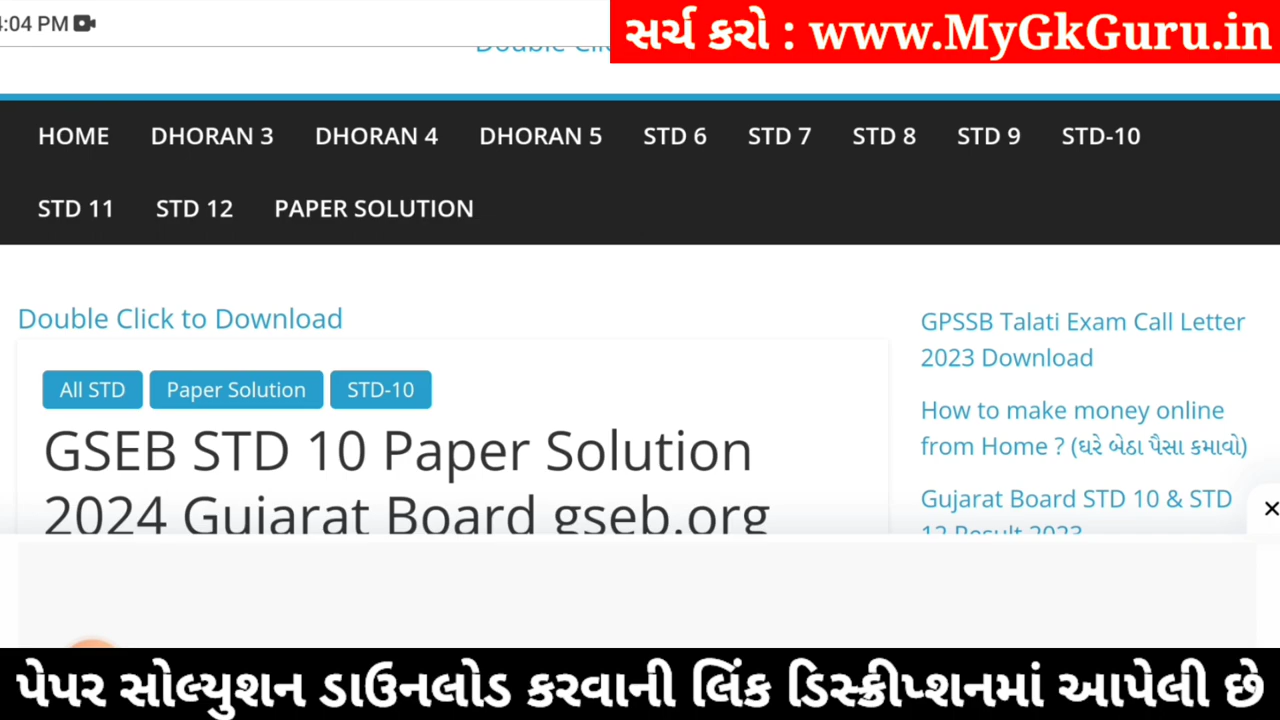 4:04 PM
સર્ચ કરો : www.MyGkGuru.in
HOME DHORAN 3 DHORAN 4 DHORAN 5 STD 6 STD 7 STD 8 STD 9 STD-10
STD 11 STD 12 PAPER SOLUTION
Double Click to Download
All STD Paper Solution STD-10
GSEB STD 10 Paper Solution
2024 Gujarat Board gseb.org
GPSSB Talati Exam Call Letter
2023 Download
How to make money online
from Home ? (ઘરે બેઠા પૈસા કમાવો)
Gujarat Board STD 10 & STD
12 Result 2023
પેપર સોલ્યુશન ડાઉનલોડ કરવાની લિંક ડિસ્ક્રીપ્શનમાં આપેલી છે